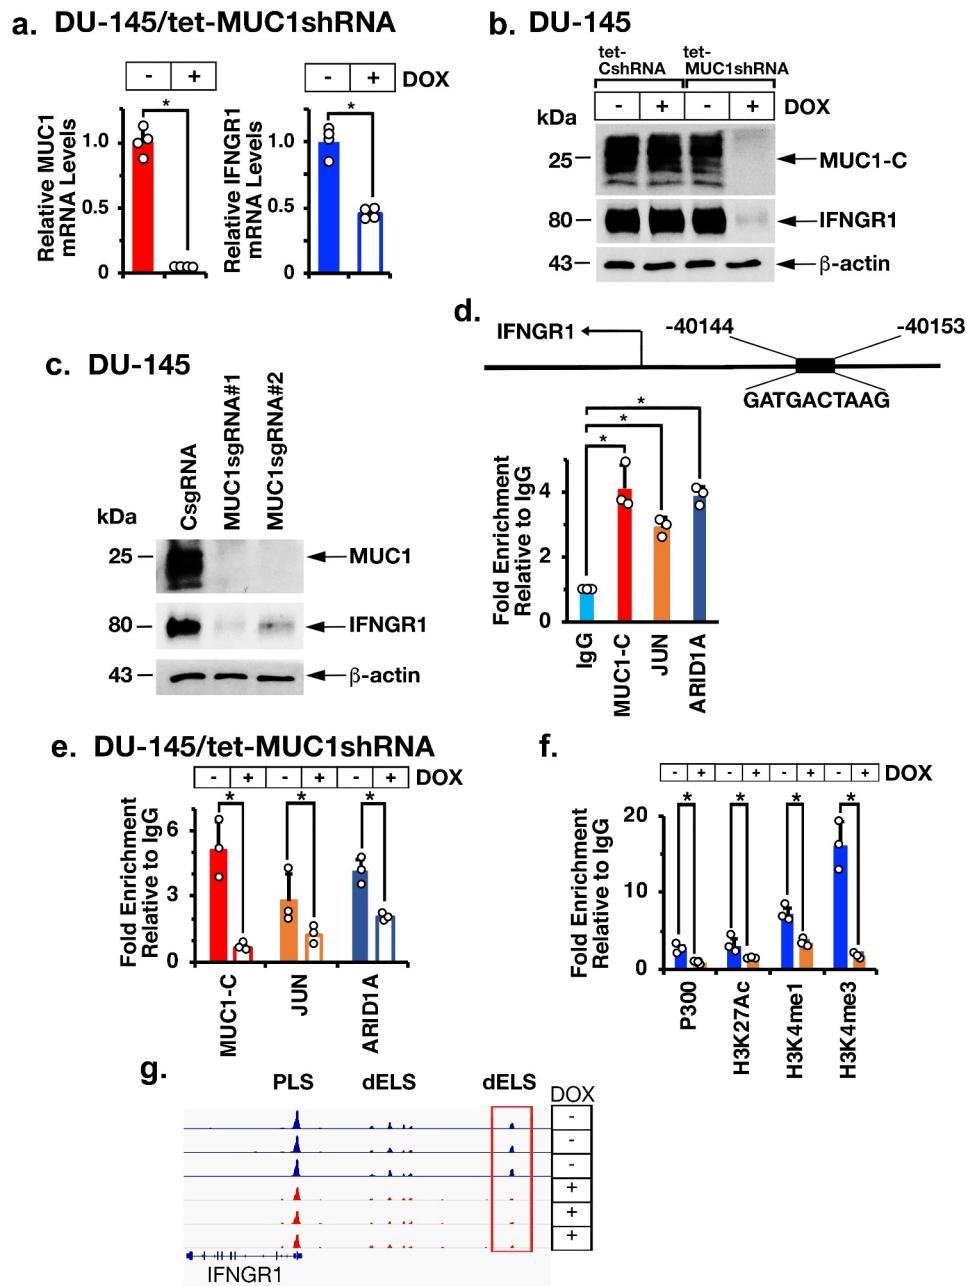 a. DU-145/tet-MUC1shRNA
- +
- + DOX
*
*
Relative MUC1
mRNA Levels
1.0
0.5
0
Relative IFNGR1
mRNA Levels
1.0
0.5
0
b. DU-145
tet-
CshRNA
tet-
MUC1shRNA
kDa
- + - + DOX
25 MUC1-C
80 IFNGR1
43 β-actin
c. DU-145
CsgRNA
MUC1sgRNA#1
MUC1sgRNA#2
kDa
25 MUC1
80 IFNGR1
43 β-actin
d.
IFNGR1 -40144 -40153
GATGACTAAG
*
*
*
Fold Enrichment
Relative to IgG
4
2
0
IgG
MUC1-C
JUN
ARID1A
e. DU-145/tet-MUC1shRNA
- + - + - + DOX
* * *
Fold Enrichment
Relative to IgG
6
3
0
MUC1-C
JUN
ARID1A
f.
- + - + - + - + DOX
* * * *
Fold Enrichment
Relative to IgG
20
10
0
P300
H3K27Ac
H3K4me1
H3K4me3
g.
PLS dELS dELS
DOX
-
-
-
+
+
+
IFNGR1